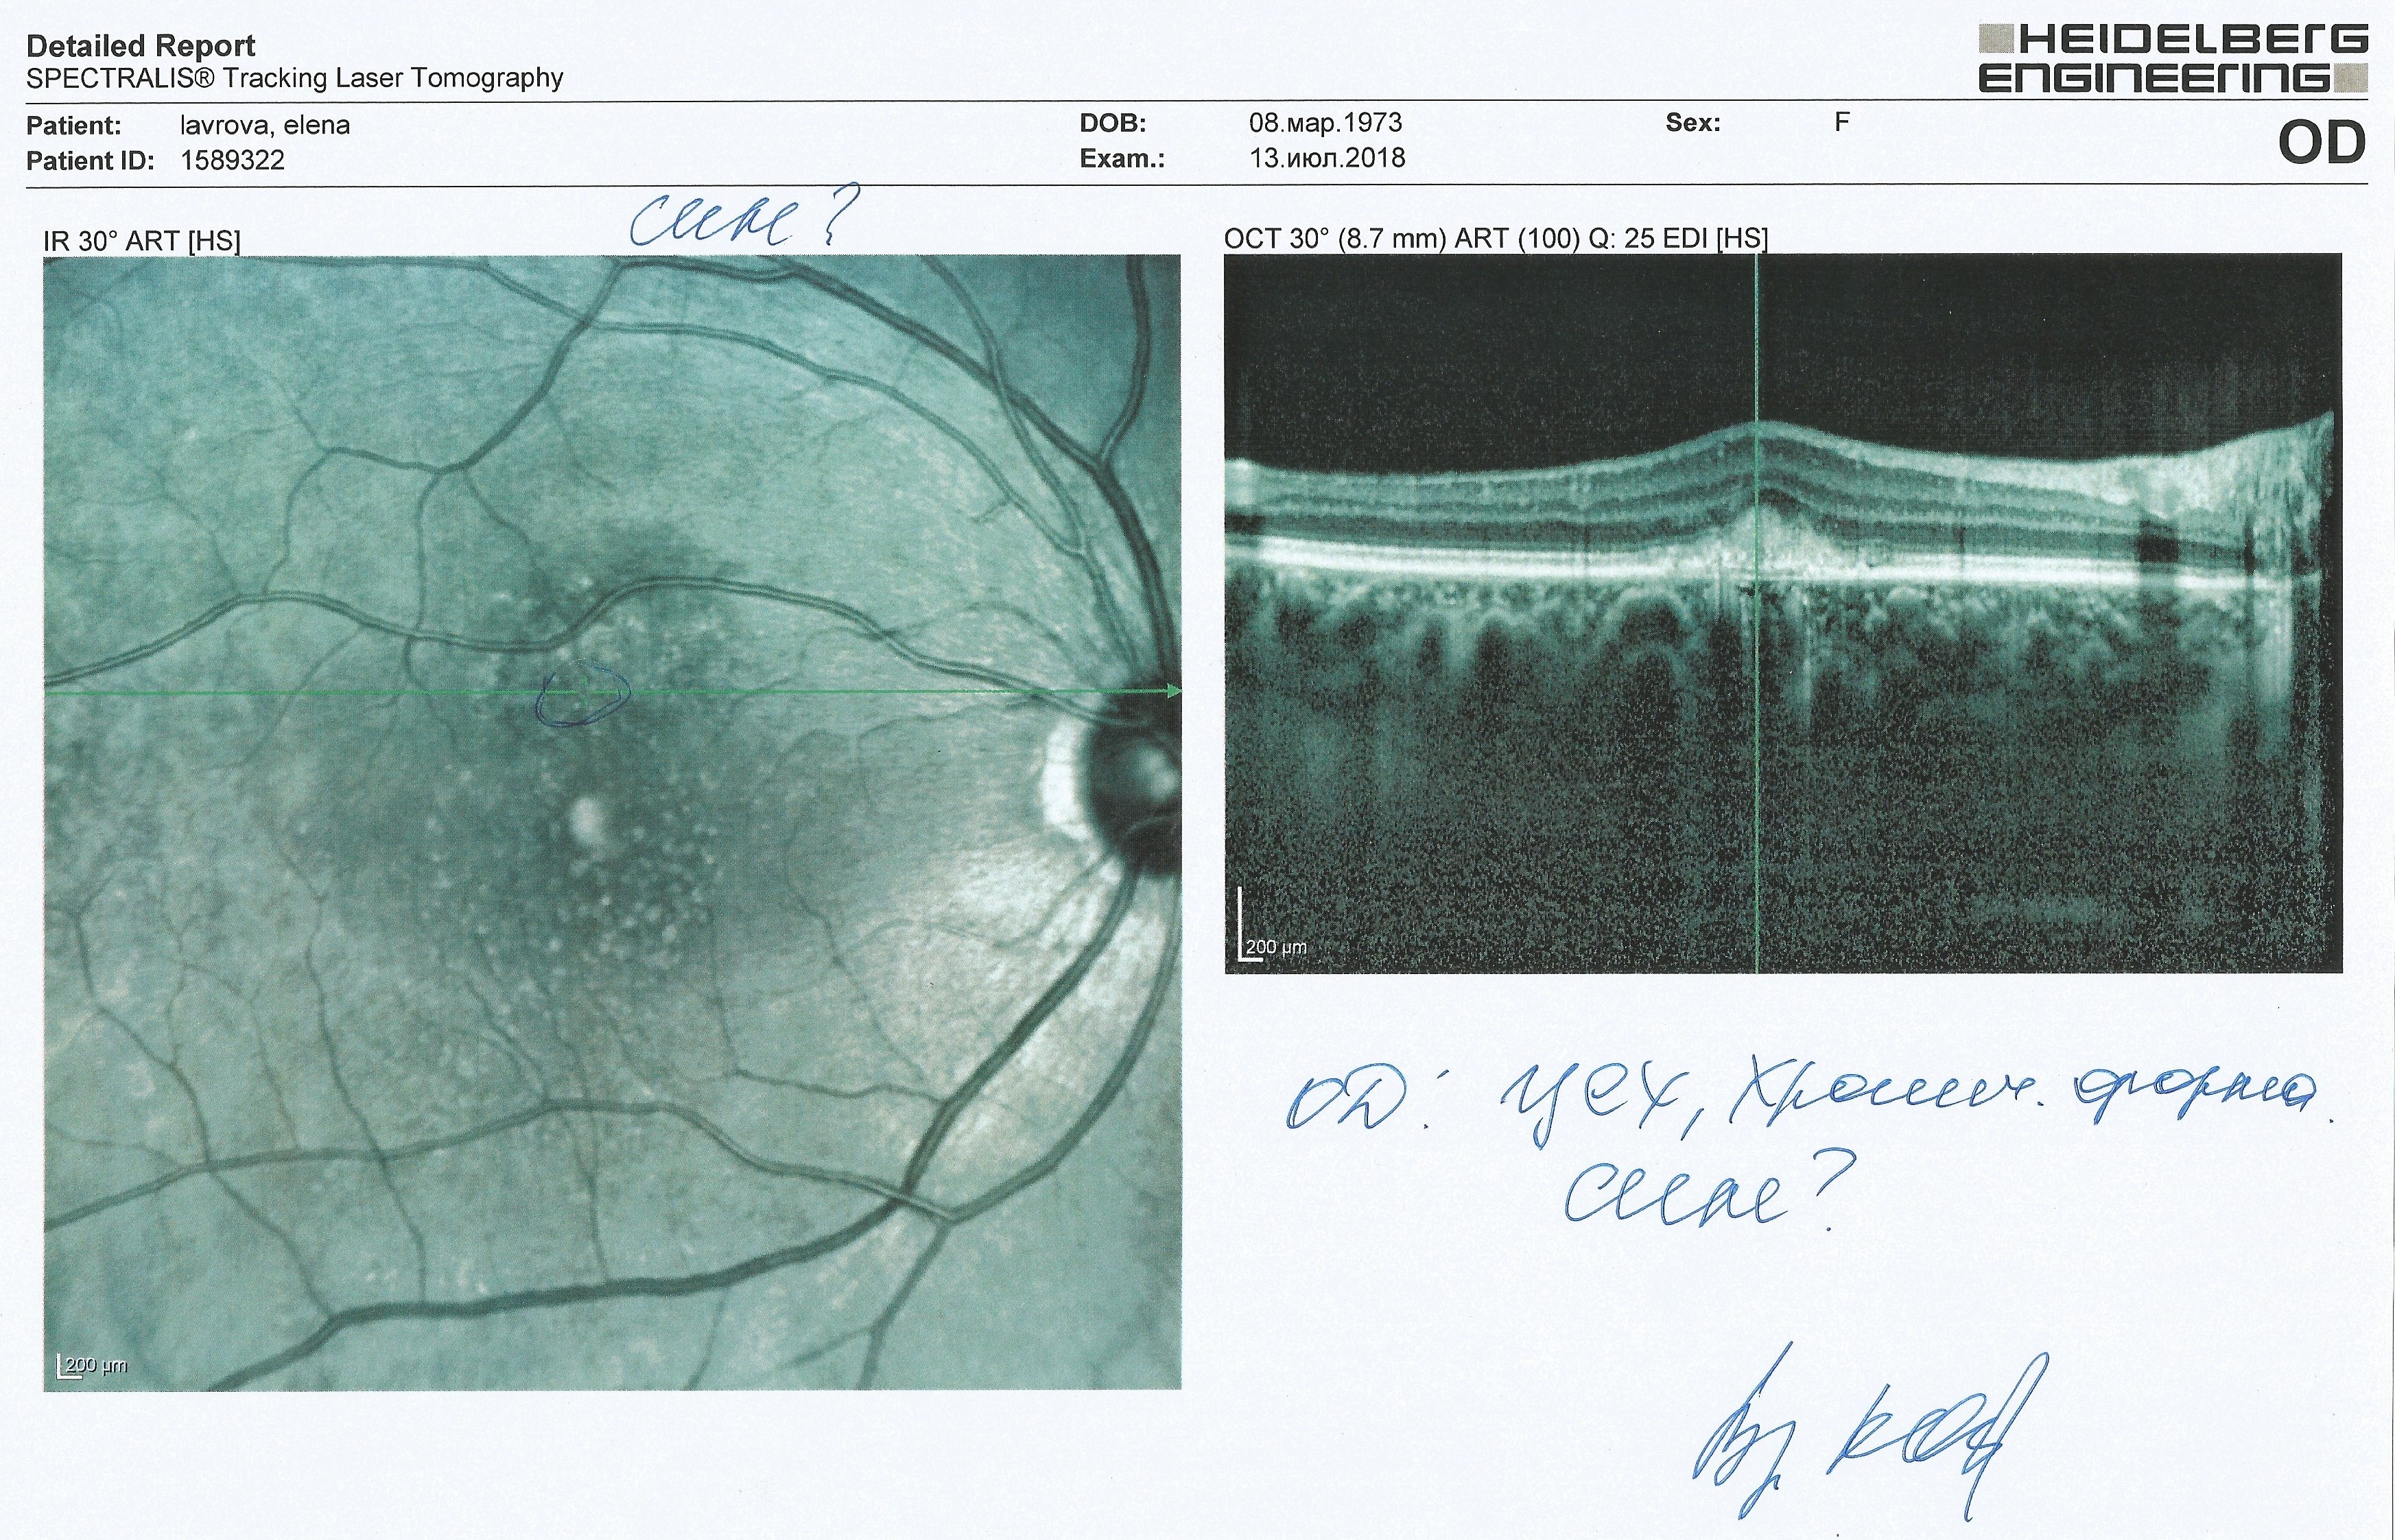 Detailed Report
SPECTRALIS® Tracking Laser Tomography
HEIDELBERG
ENGINEERING
Patient: lavrova, elena
DOB: 08.мар.1973
Sex: F
Patient ID: 1589322
Exam.: 13.июл.2018
OD
IR 30° ART [HS]
OCT 30° (8.7 mm) ART (100) Q: 25 EDI [HS]
200 µm
200 µm
OD: ЦСХ, Хронич. форма.